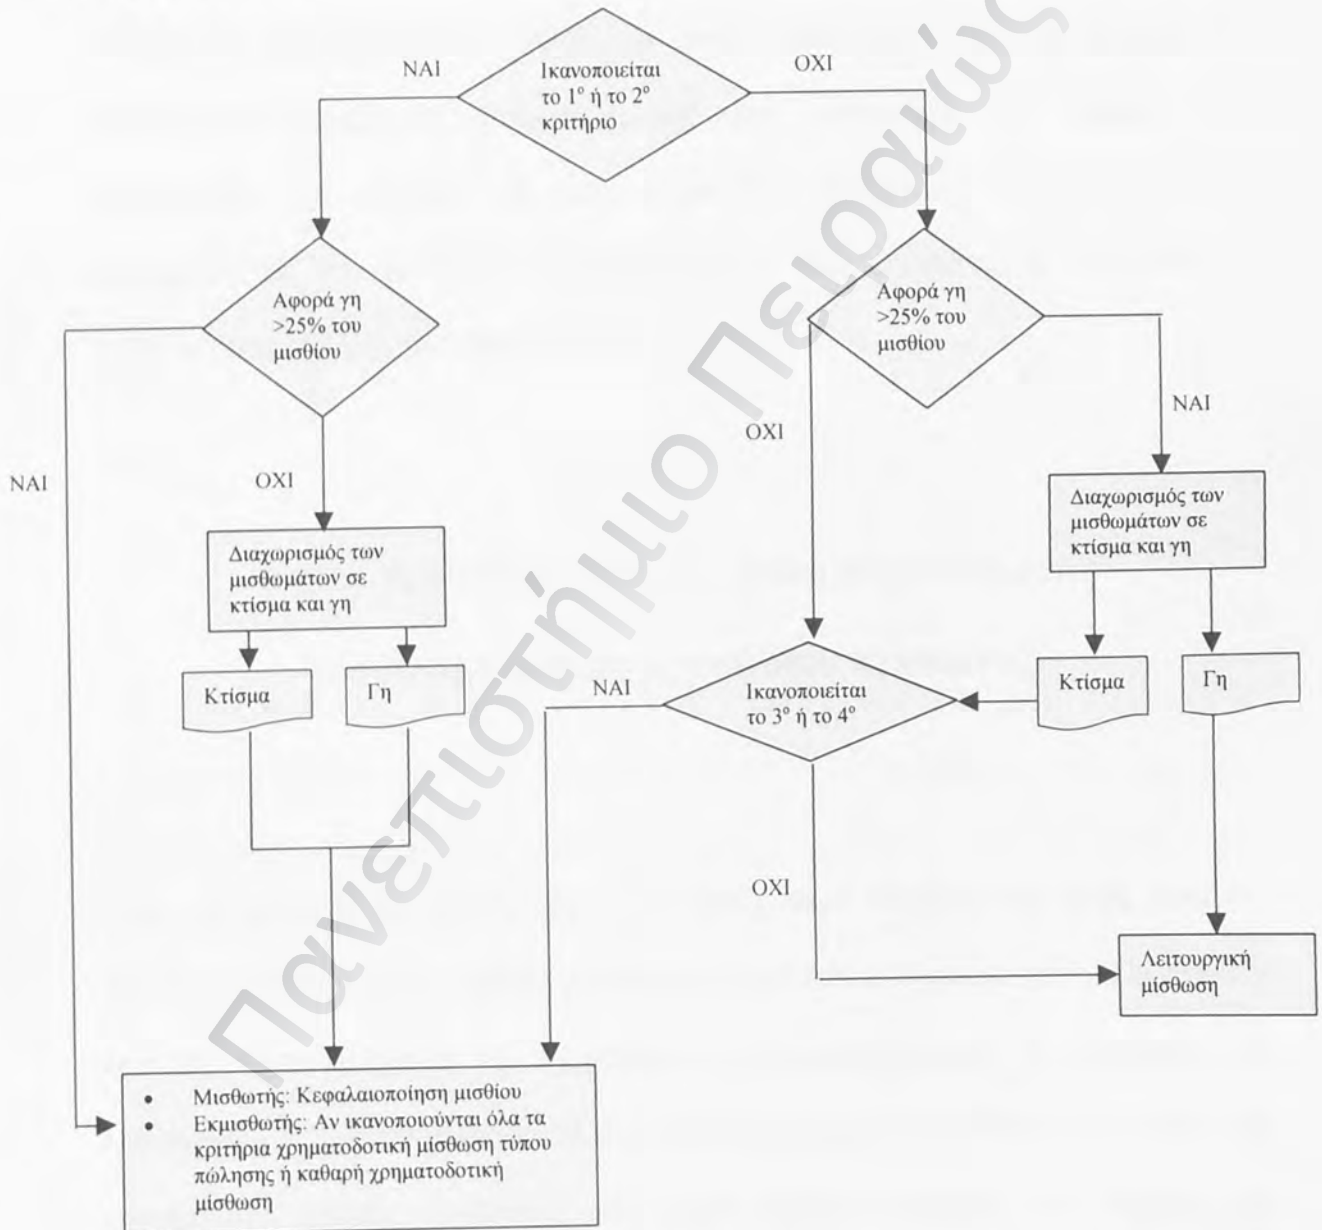 ΝΑΙ
ΟΧΙ
Ικανοποιείται
το 1° ή το 2°
κριτήριο
Αφορά γη
>25% του
μισθίου
Αφορά γη
>25% του
μισθίου
ΝΑΙ
ΟΧΙ
ΟΧΙ
ΝΑΙ
Διαχωρισμός των
μισθωμάτων σε
κτίσμα και γη
Διαχωρισμός των
μισθωμάτων σε
κτίσμα και γη
Κτίσμα
Γη
ΝΑΙ
Ικανοποιείται
το 3° ή το 4°
Κτίσμα
Γη
ΟΧΙ
Λειτουργική
μίσθωση
• Μισθωτής: Κεφαλαιοποίηση μισθίου
• Εκμισθωτής: Αν ικανοποιούνται όλα τα
κριτήρια χρηματοδοτική μίσθωση τύπου
πώλησης ή καθαρή χρηματοδοτική
μίσθωση
Πανεπιστήμιο Πειραιώς